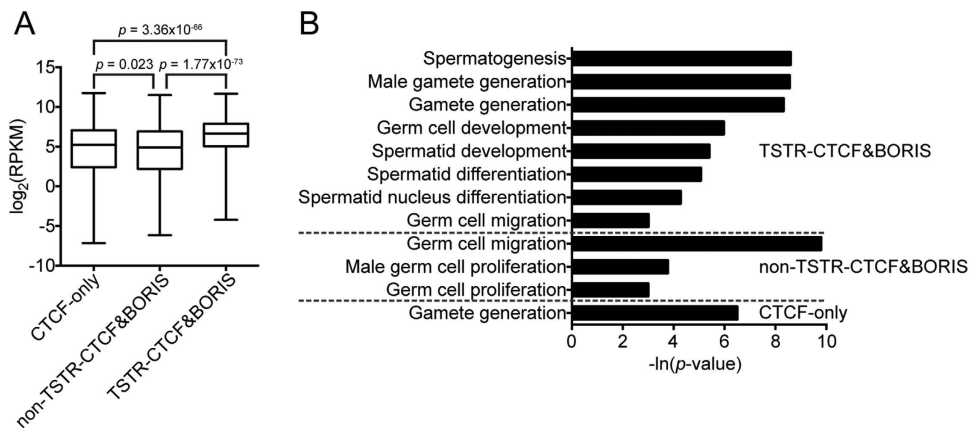 A
p = 3.36x10-66
p = 0.023
p = 1.77x10-73
15
10
5
0
-5
-10
log2(RPKM)
CTCF-only
non-TSTR-CTCF&BORIS
TSTR-CTCF&BORIS
B
Spermatogenesis
Male gamete generation
Gamete generation
Germ cell development
Spermatid development
Spermatid differentiation
Spermatid nucleus differentiation
Germ cell migration
TSTR-CTCF&BORIS
Germ cell migration
Male germ cell proliferation
Germ cell proliferation
non-TSTR-CTCF&BORIS
Gamete generation
CTCF-only
0 2 4 6 8 10
-ln(p-value)